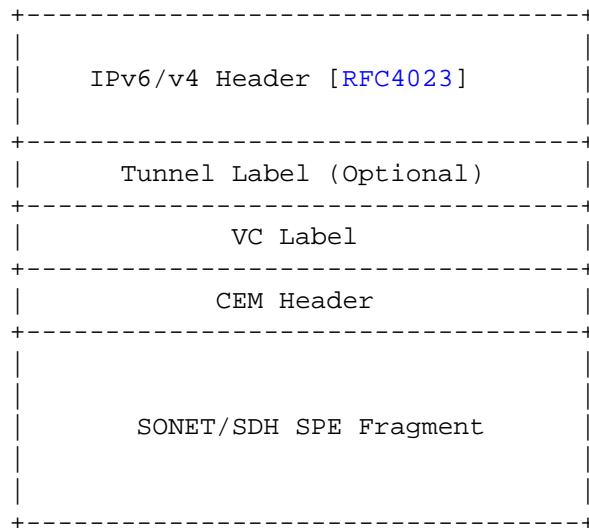 IPv6/v4 Header [RFC4023]
Tunnel Label (Optional)
VC Label
CEM Header
SONET/SDH SPE Fragment